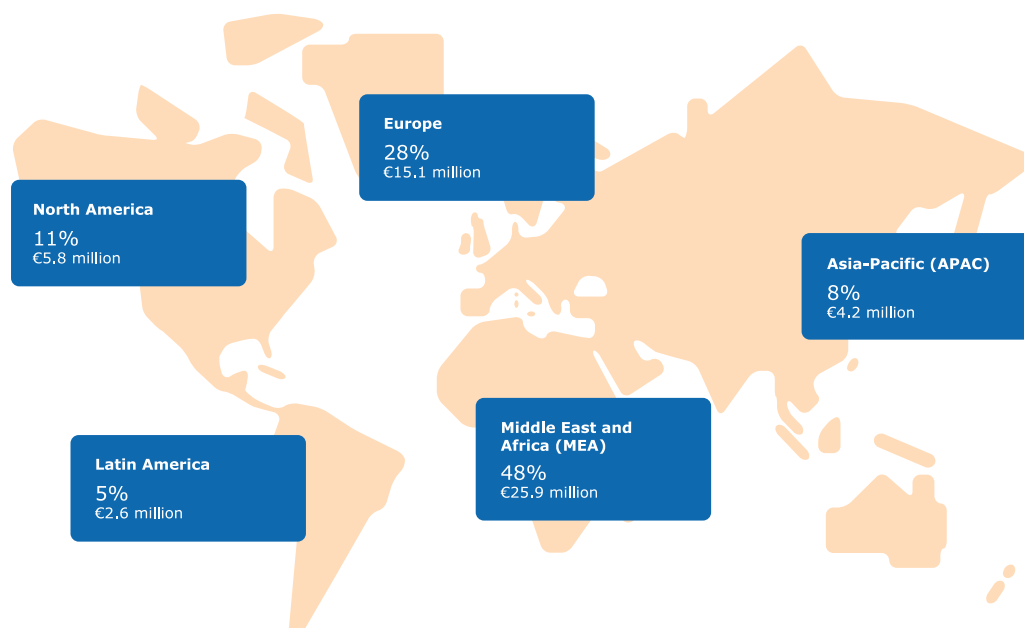 Europe
28%
€15.1 million
North America
11%
€5.8 million
Asia-Pacific (APAC)
8%
€4.2 million
Middle East and
Africa (MEA)
48%
€25.9 million
Latin America
5%
€2.6 million